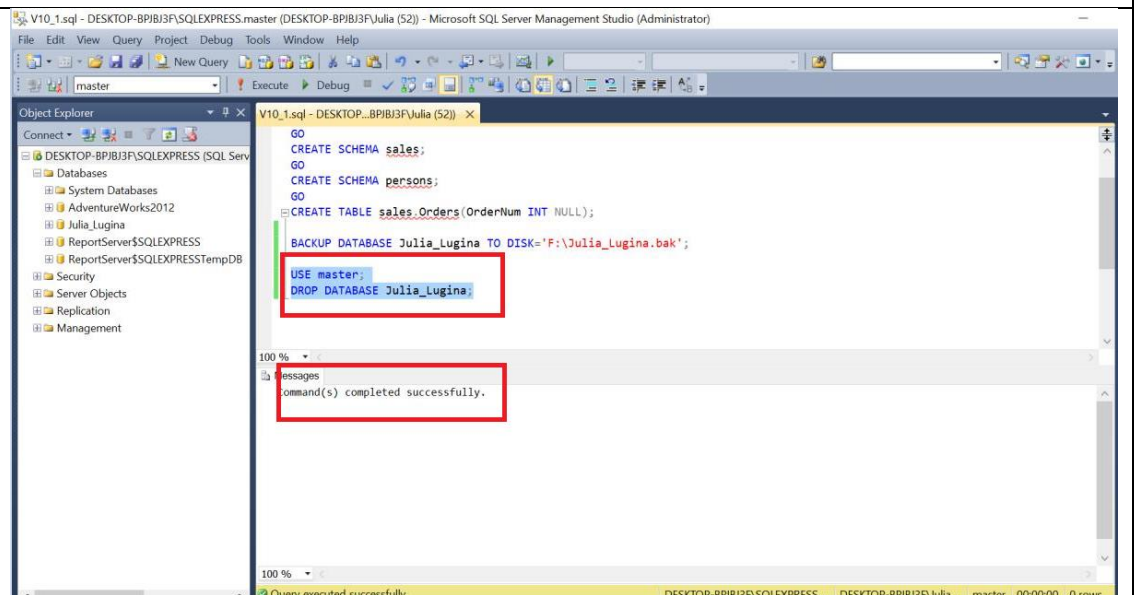 V10_1.sql - DESKTOP-BPJBJ3F\SQLEXPRESS.master (DESKTOP-BPJBJ3F\Julia (52)) - Microsoft SQL Server Management Studio (Administrator)
File Edit View Query Project Debug Tools Window Help
New Query
master Execute Debug
Object Explorer
V10_1.sql - DESKTOP...BPJBJ3F\Julia (52))
Connect
DESKTOP-BPJBJ3F\SQLEXPRESS (SQL Serv
Databases
System Databases
AdventureWorks2012
Julia_Lugina
ReportServer$SQLEXPRESS
ReportServer$SQLEXPRESSTempDB
Security
Server Objects
Replication
Management
GO
CREATE SCHEMA sales;
GO
CREATE SCHEMA persons;
GO
CREATE TABLE sales.Orders(OrderNum INT NULL);
BACKUP DATABASE Julia_Lugina TO DISK='F:\Julia_Lugina.bak';
USE master;
DROP DATABASE Julia_Lugina;
100 %
Messages
Command(s) completed successfully.
100 %
Query executed successfully. DESKTOP-BPJBJ3F\SQLEXPRESS DESKTOP-BPJBJ3F\Julia master 00:00:00 0 rows